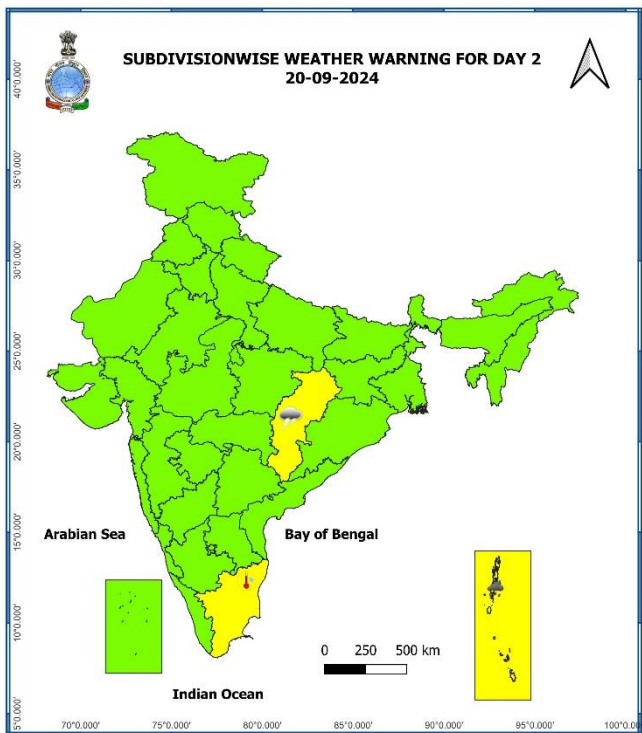 SUBDIVISIONWISE WEATHER WARNING FOR DAY 2
20-09-2024
40°0.000'
35°0.000'
30°0.000'
25°0.000'
20°0.000'
15°0.000'
10°0.000'
5°0.000'
Arabian Sea
Bay of Bengal
0 250 500 km
Indian Ocean
70°0.000' 75°0.000' 80°0.000' 85°0.000' 90°0.000' 95°0.000' 100°0.000'